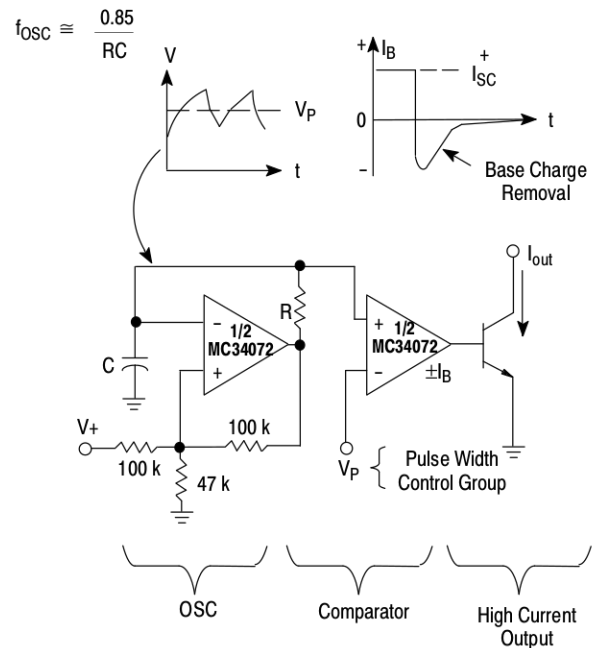 fOSC ≅ 0.85
RC
V
VP
t
+ IB
+
ISC
0
t
–
Base Charge
Removal
Iout
R
–
1/2
MC34072
+
C
+
1/2
MC34072
–
±IB
V+
100 k
100 k
47 k
VP { Pulse Width
Control Group
OSC
Comparator
High Current
Output